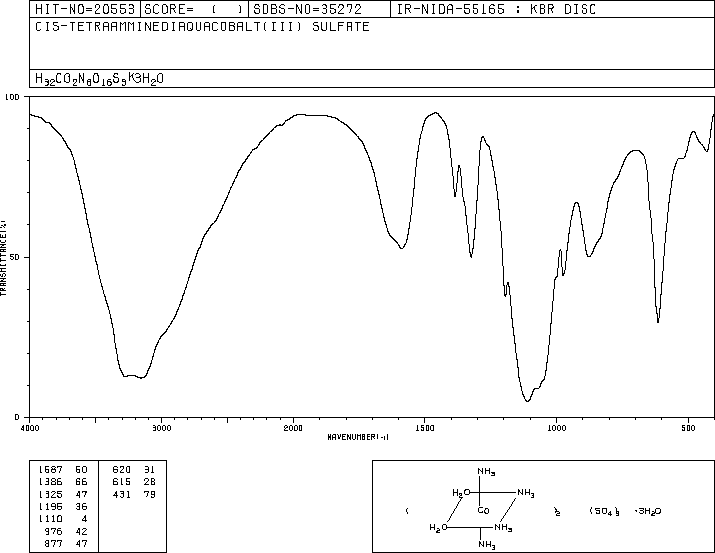 HIT-NO=20553 SCORE= ( ) SDBS-NO=35272 IR-NIDA-55165 : KBR DISC
CIS-TETRAAMMINEDIAQUACOBALT(III) SULFATE
H32CO2N8O16S3K3H2O
100
50
0
TRANSMITTANCE(%)
4000 3000 2000 1500 1000 500
WAVENUMBER(-1)
1587 60 620 31
1386 66 615 28
1325 47 431 79
1195 36
1110 4
976 42
877 47
NH3
H2O NH3
( Co )2 (SO4)3 ·3H2O
H2O NH3
NH3